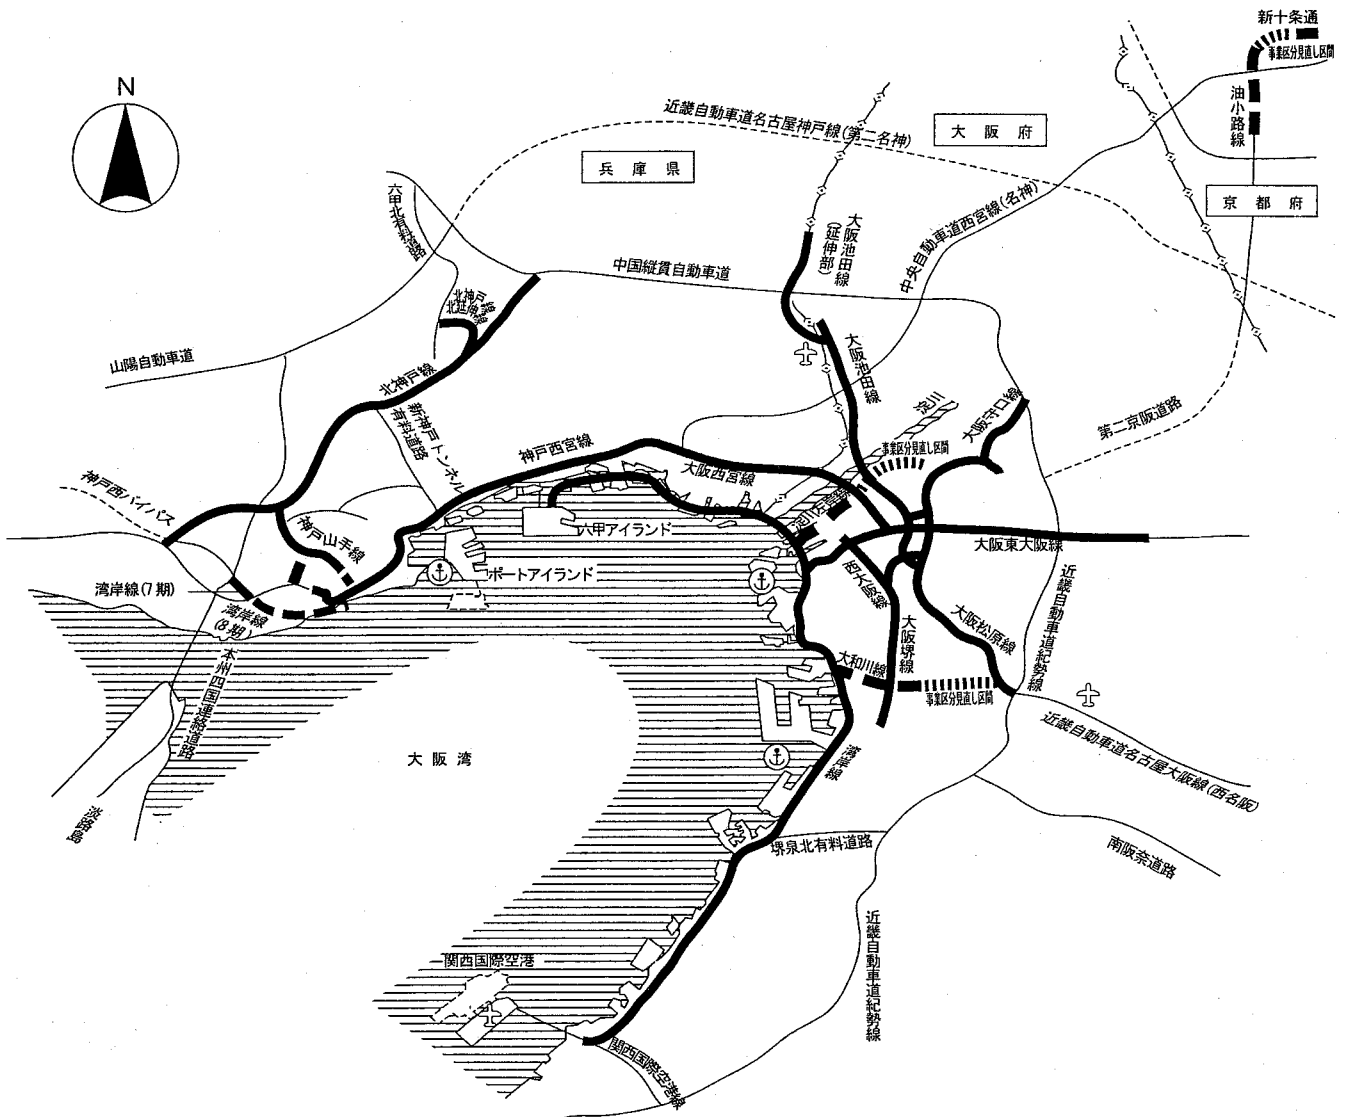 新十条通
事業区分見直し区間
油小路線
N
近畿自動車道名古屋神戸線(第二名神)
大阪府
兵庫県
京都府
六甲北有料道路
大阪池田線
(延伸部)
中央自動車道西宮線(名神)
中国縦貫自動車道
北神戸線
北延伸線
山陽自動車道
北神戸線
大阪池田線
淀川
大阪守口線
第二京阪道路
新神戸トンネル
有料道路
神戸西宮線
事業区分見直し区間
大阪西宮線
神戸西バイパス
淀川左岸線
神戸山手線
六甲アイランド
大阪東大阪線
湾岸線(7期)
ポートアイランド
西大阪線
近畿自動車道紀勢線
湾岸線
(8期)
大阪堺線
大阪松原線
本州四国連絡道路
大和川線
事業区分見直し区間
近畿自動車道名古屋大阪線(西名阪)
大阪湾
湾岸線
淡路島
堺泉北有料道路
南阪奈道路
近畿自動車道紀勢線
関西国際空港
関西国際空港線